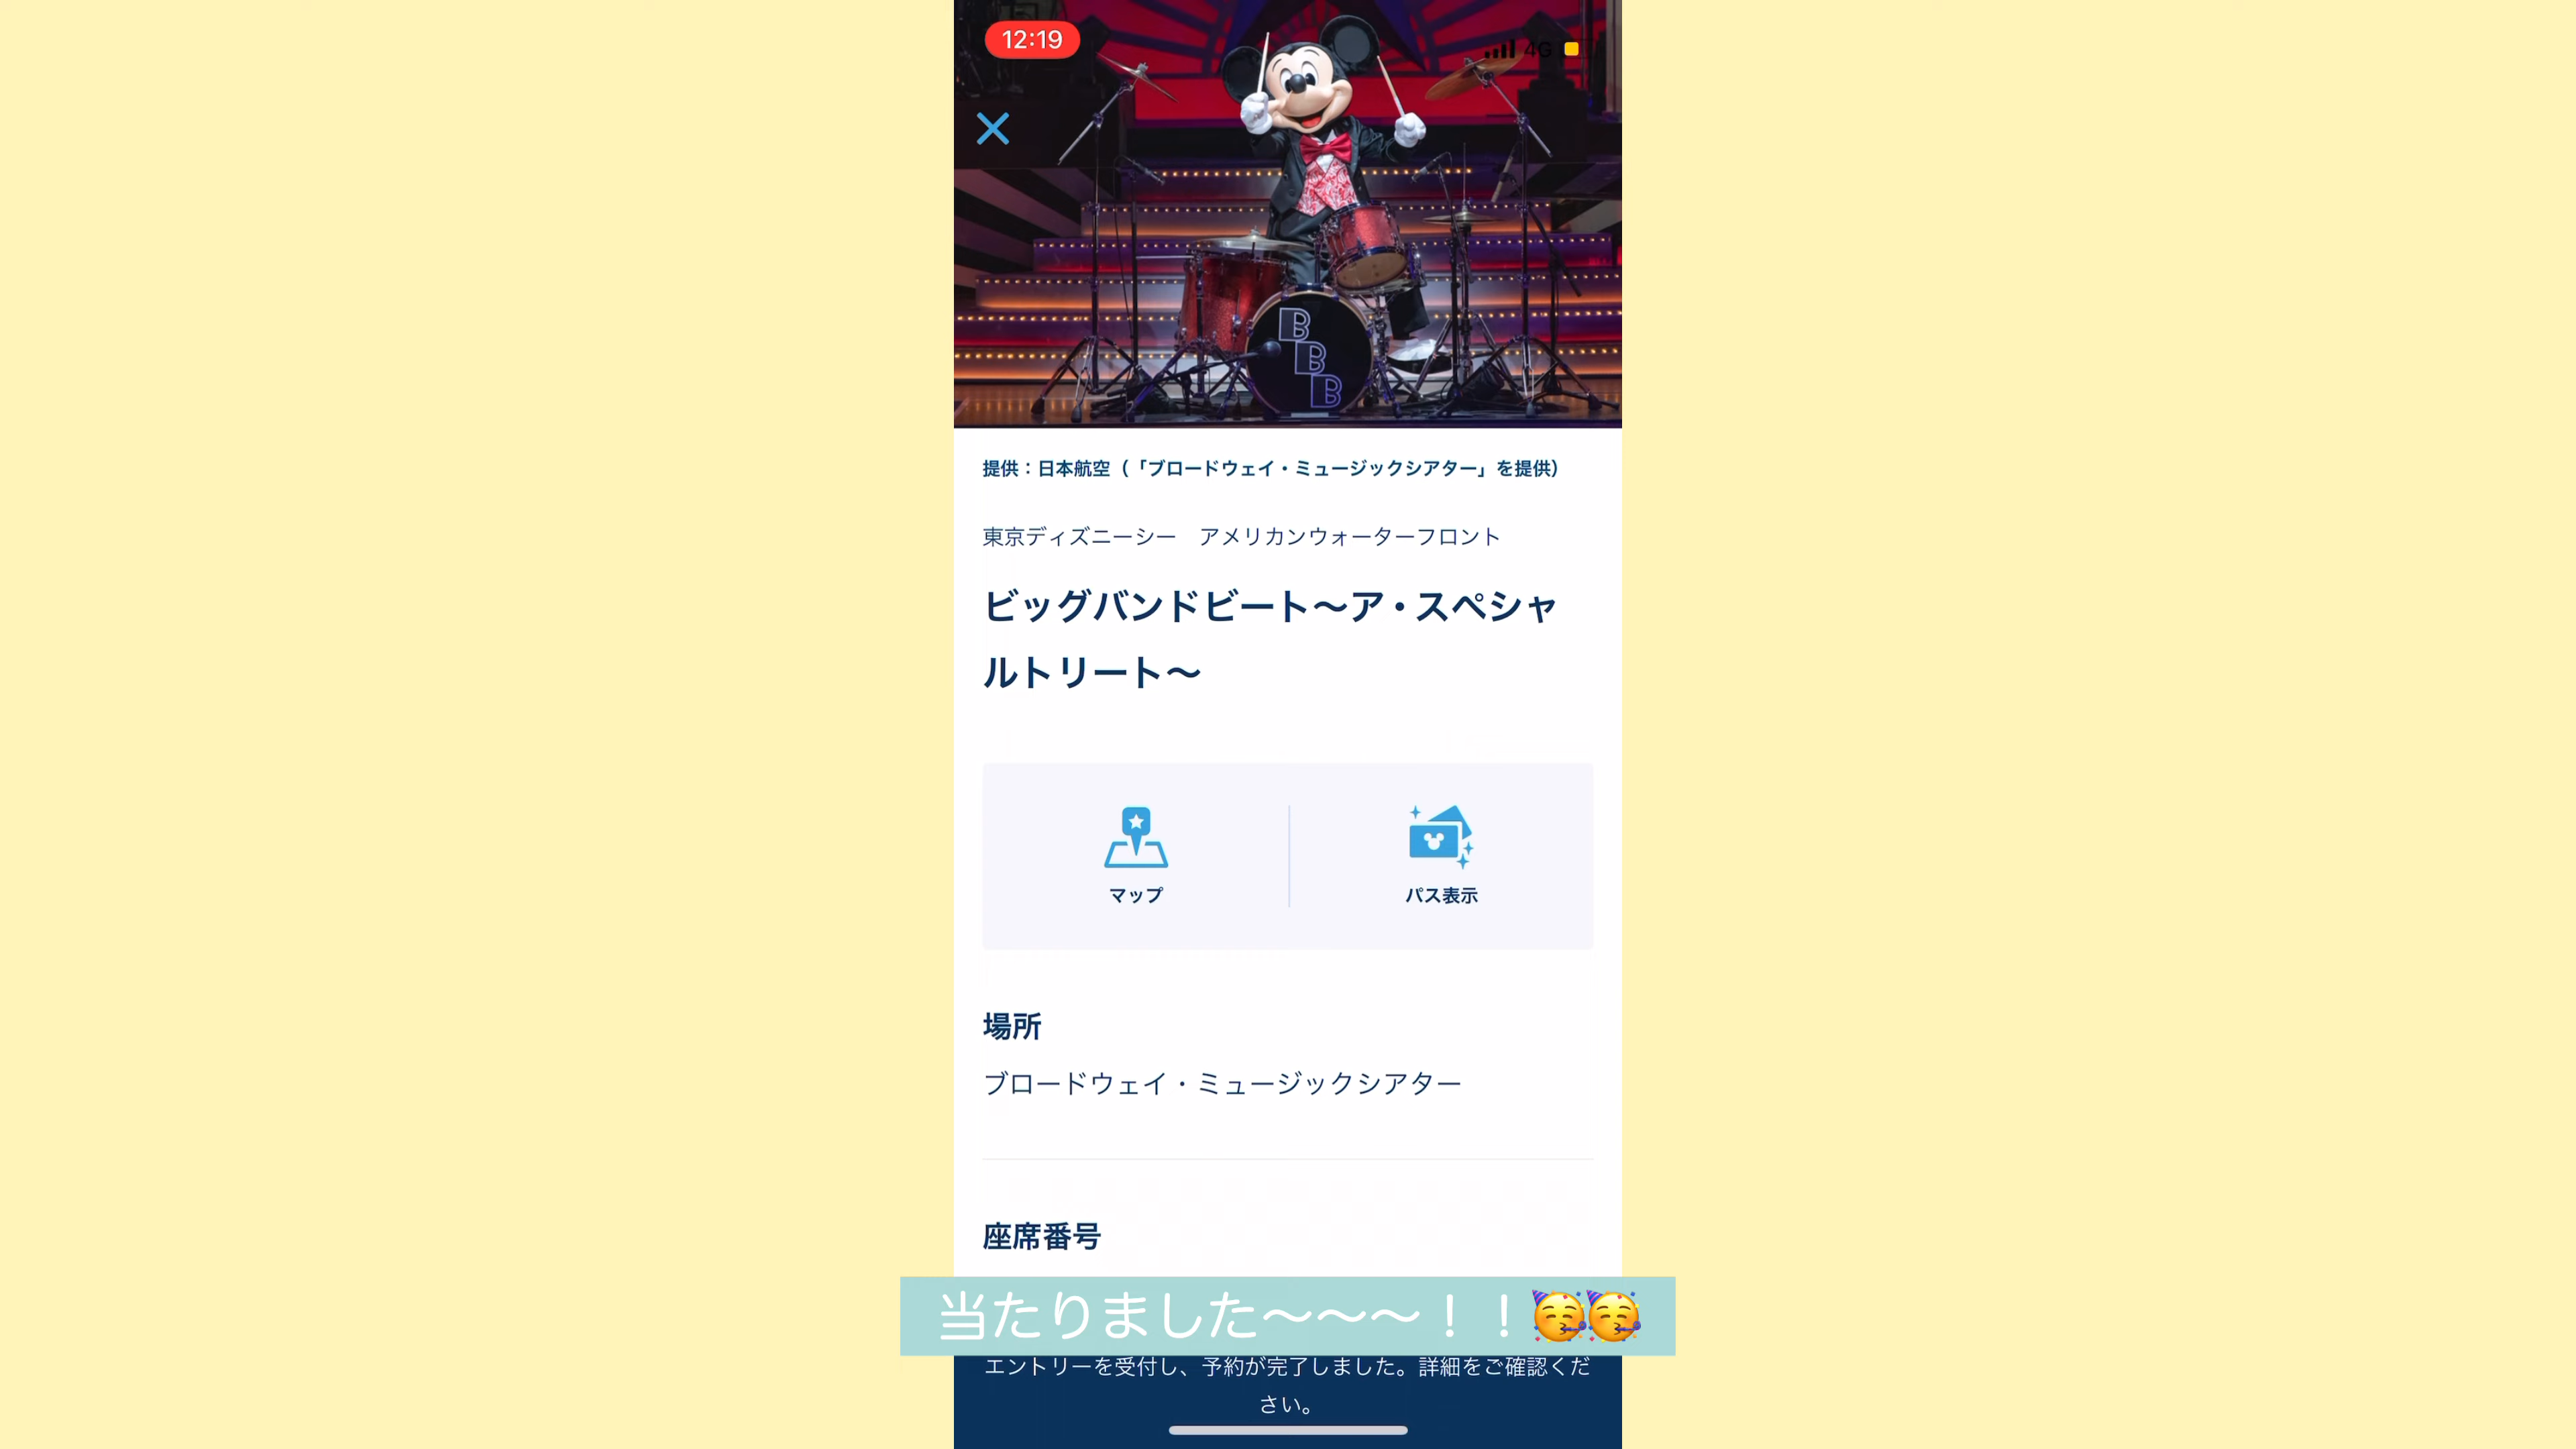 12:19
4G
B
B
B
提供：日本航空（「ブロードウェイ・ミュージックシアター」を提供）
東京ディズニーシー　アメリカンウォーターフロント
ビッグバンドビート～ア・スペシャ
ルトリート～
マップ
パス表示
場所
ブロードウェイ・ミュージックシアター
座席番号
当たりました～～～！！🥳🥳
エントリーを受付し、予約が完了しました。詳細をご確認くだ
さい。